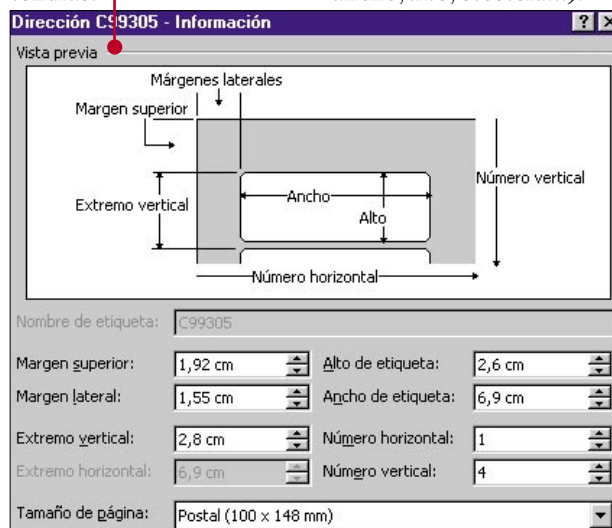 Dirección C99305 - Información
Vista previa
Márgenes laterales
Margen superior
Número vertical
Ancho
Extremo vertical
Alto
Número horizontal
Nombre de etiqueta: C99305
Margen superior: 1,92 cm Alto de etiqueta: 2,6 cm
Margen lateral: 1,55 cm Ancho de etiqueta: 6,9 cm
Extremo vertical: 2,8 cm Número horizontal: 1
Extremo horizontal: 6,9 cm Número vertical: 4
Tamaño de página: Postal (100 x 148 mm)